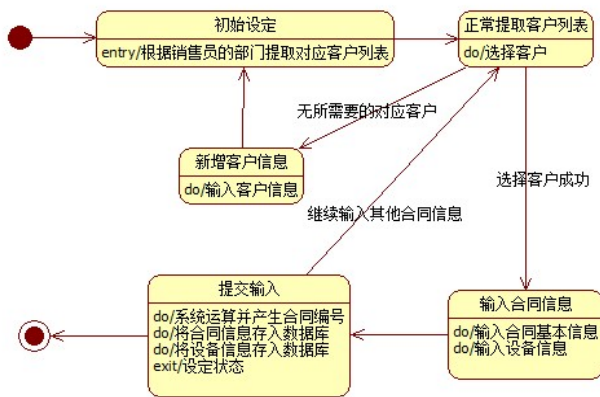 初始设定
entry/根据销售员的部门提取对应客户列表
正常提取客户列表
do/选择客户
无所需要的对应客户
新增客户信息
do/输入客户信息
选择客户成功
继续输入其他合同信息
提交输入
do/系统运算并产生合同编号
do/将合同信息存入数据库
do/将设备信息存入数据库
exit/设定状态
输入合同信息
do/输入合同基本信息
do/输入设备信息